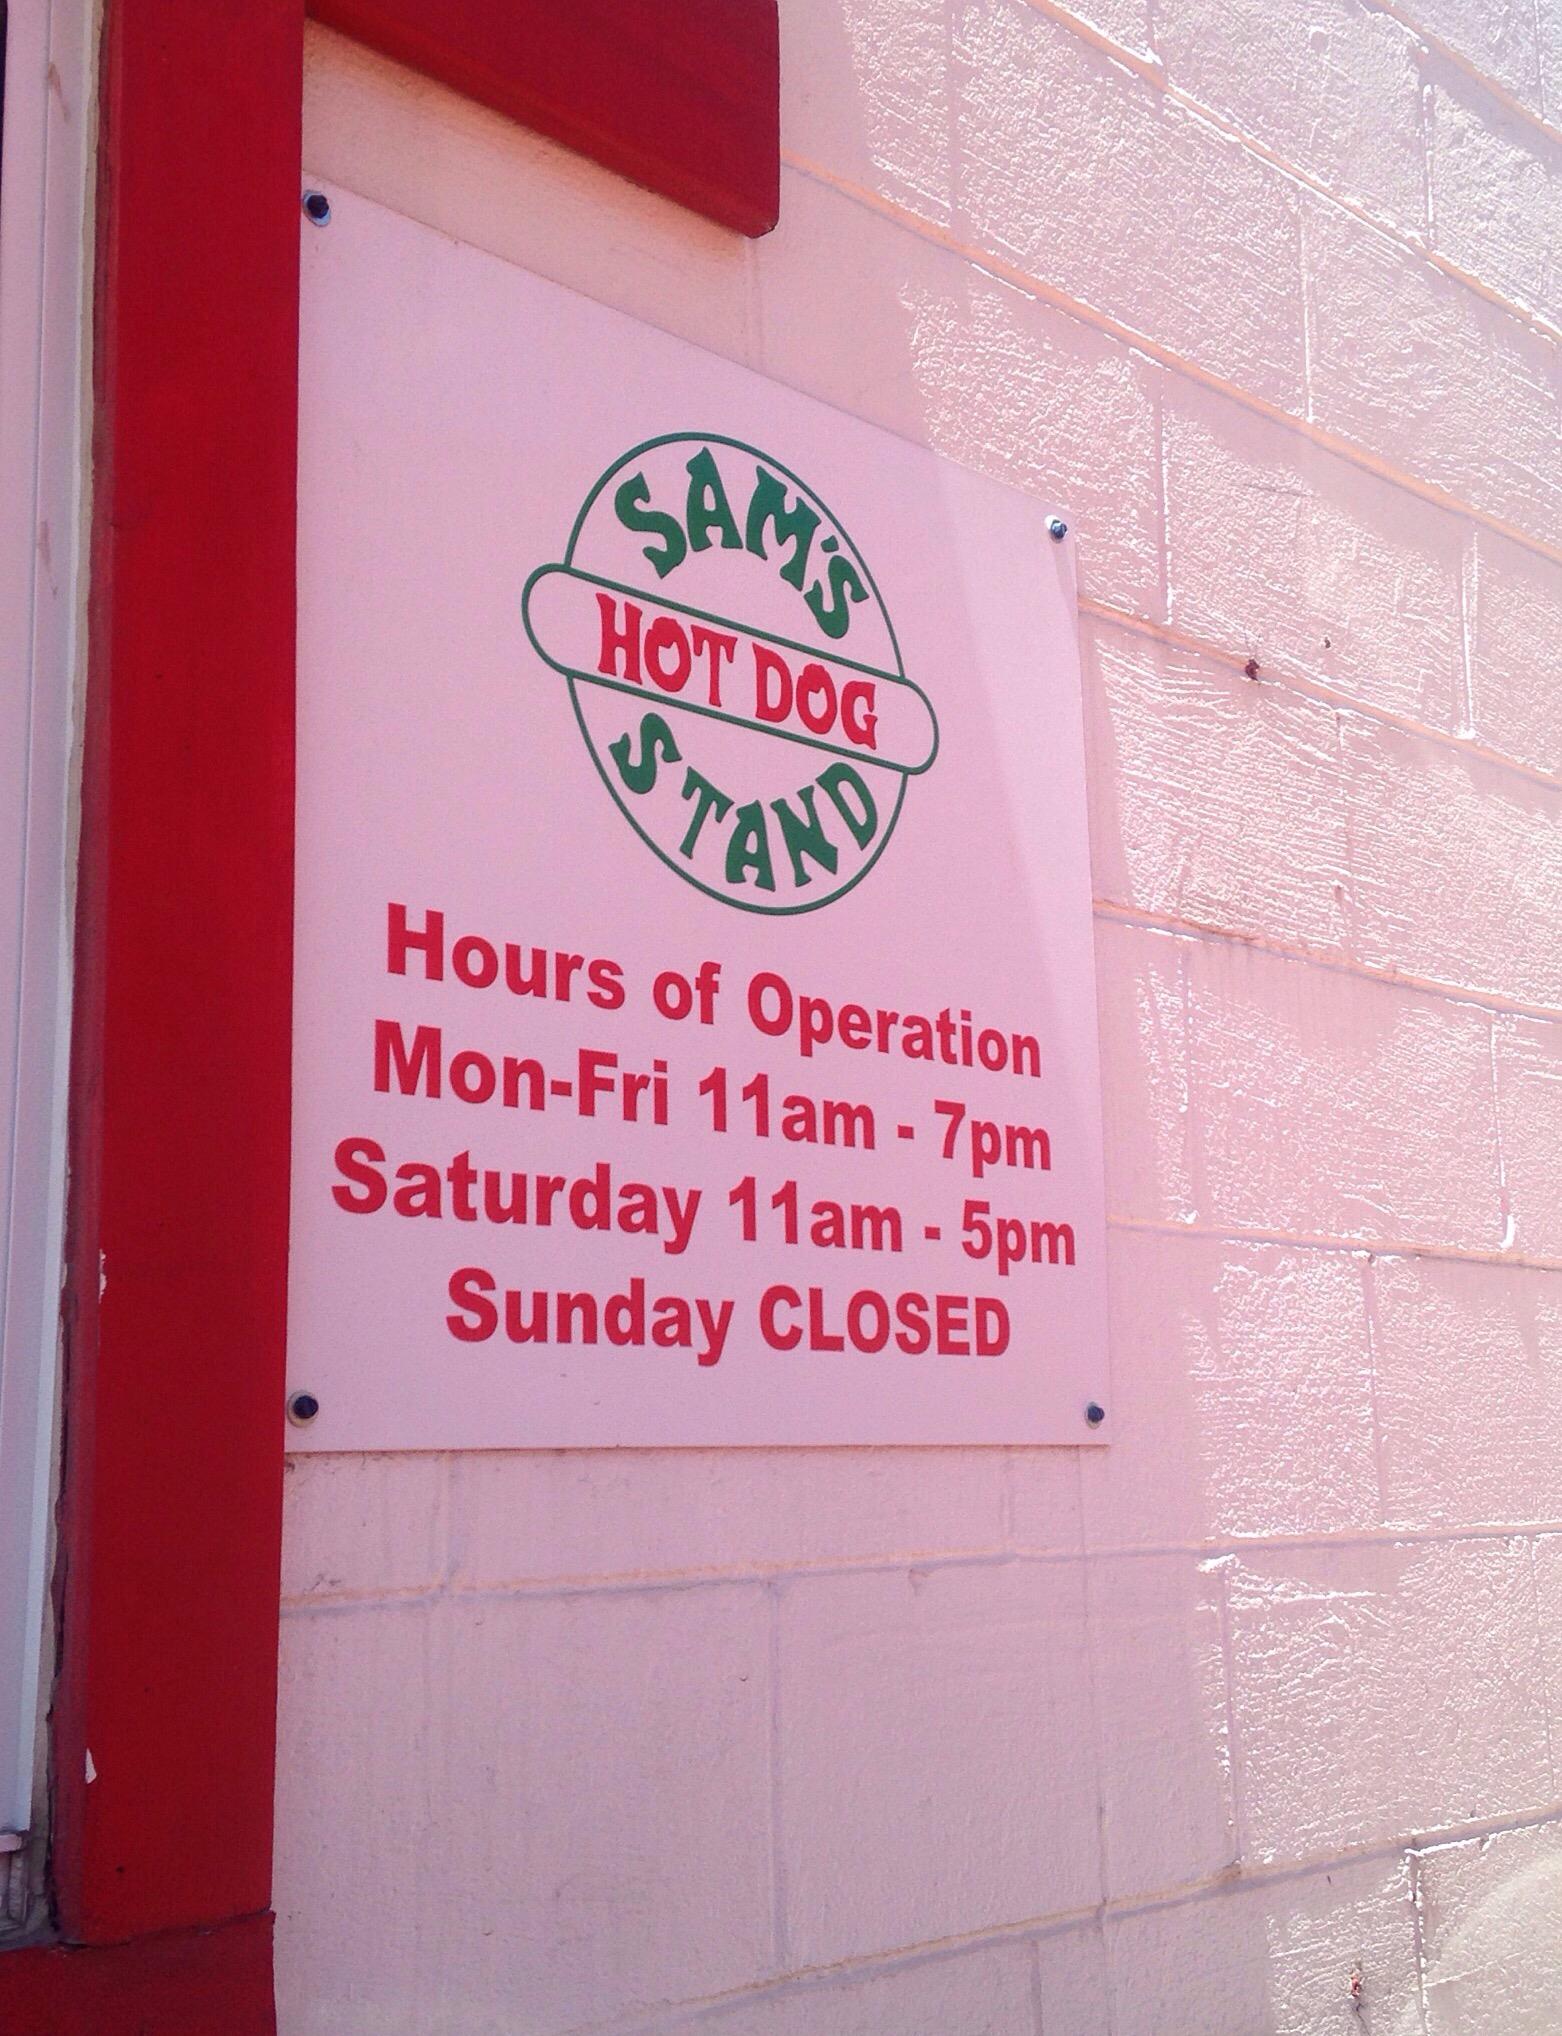 SAM'S
HOT DOG
STAND
Hours of Operation
Mon-Fri 11am - 7pm
Saturday 11am - 5pm
Sunday CLOSED